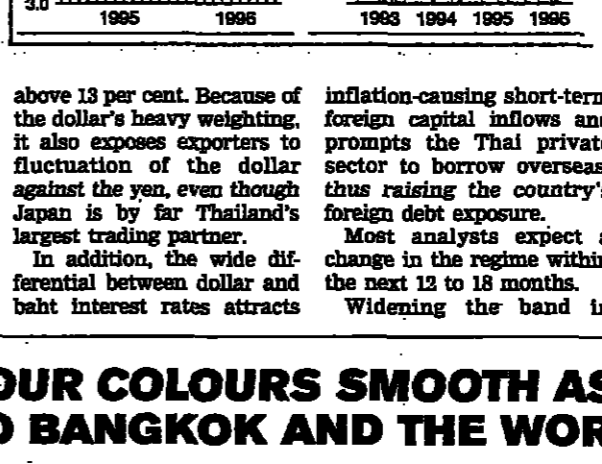 3.0
1995 1996
1993 1994 1995 1996
above 13 per cent. Because of
the dollar's heavy weighting,
it also exposes exporters to
fluctuation of the dollar
against the yen, even though
Japan is by far Thailand's
largest trading partner.
In addition, the wide dif-
ferential between dollar and
baht interest rates attracts
inflation-causing short-term
foreign capital inflows and
prompts the Thai private
sector to borrow overseas
thus raising the country's
foreign debt exposure.
Most analysts expect a
change in the regime within
the next 12 to 18 months.
Widening the band in
OUR COLOURS SMOOTH AS
O BANGKOK AND THE WOR